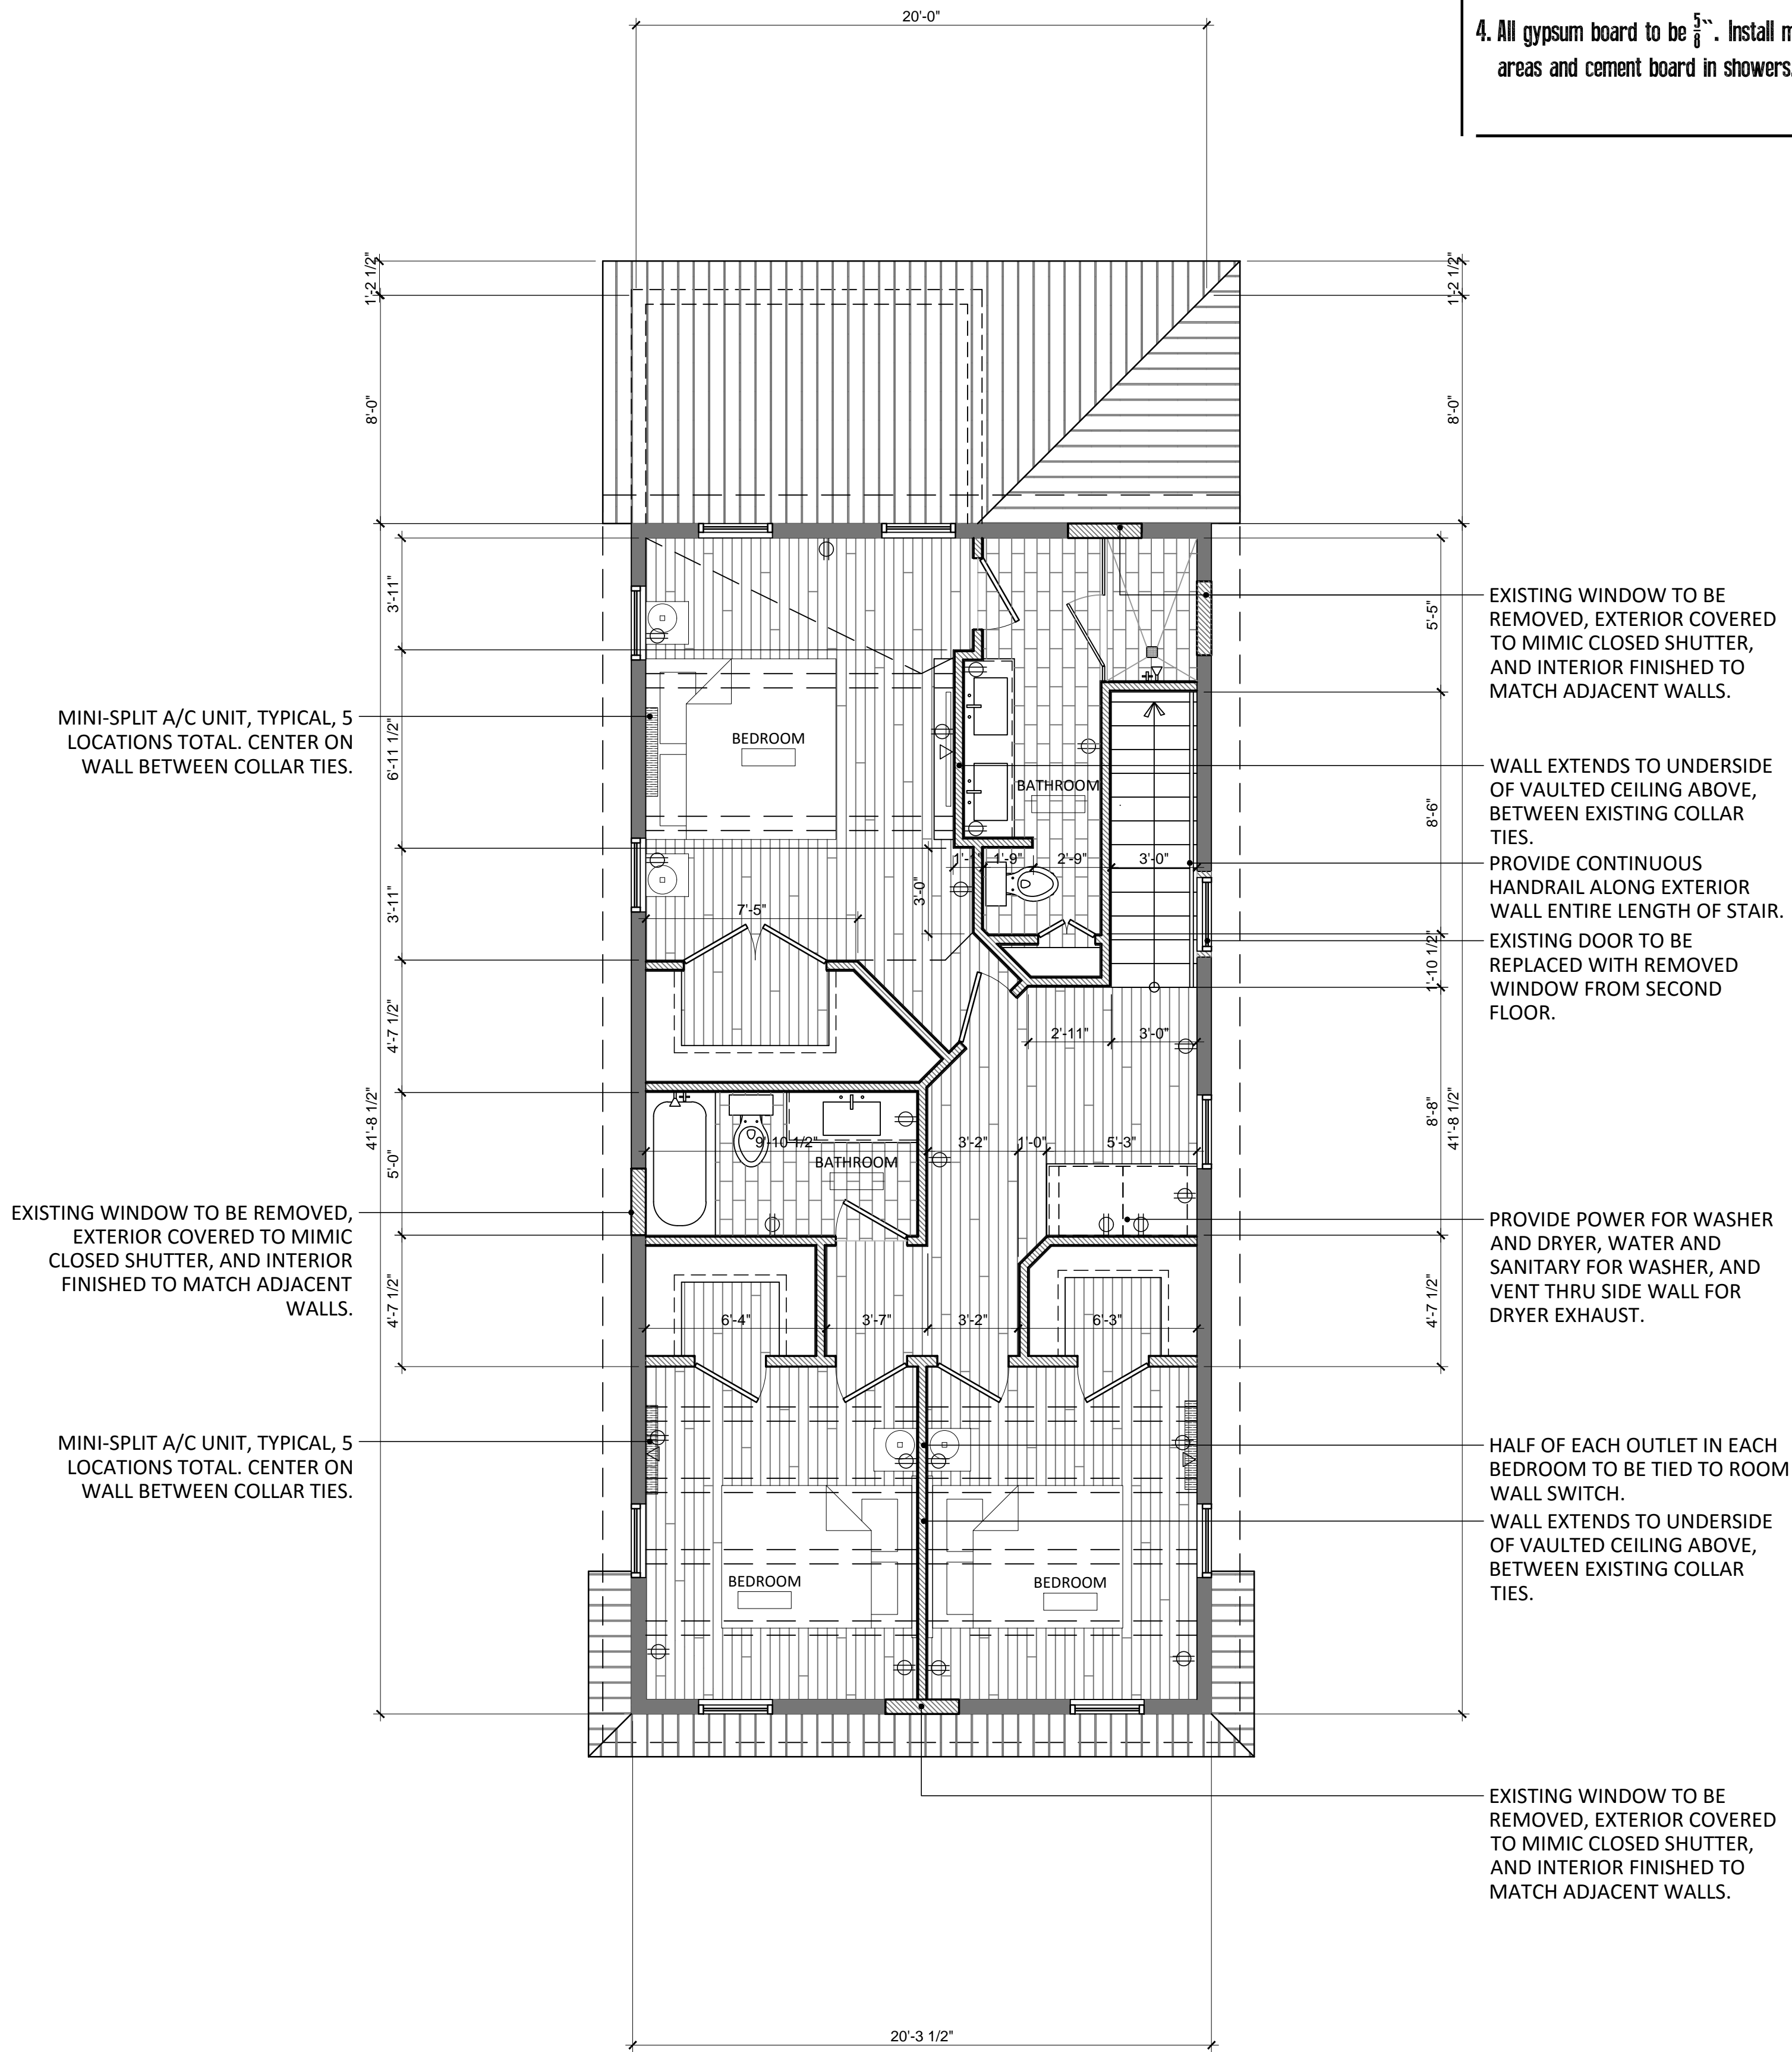 20'-0"
4. All gypsum board to be 5/8``. Install
areas and cement board in showers.
1'-2 1/2"
1'-2 1/2"
8'-0"
8'-0"
3'-11"
5'-5"
EXISTING WINDOW TO BE
REMOVED, EXTERIOR COVERED
TO MIMIC CLOSED SHUTTER,
AND INTERIOR FINISHED TO
MATCH ADJACENT WALLS.
MINI-SPLIT A/C UNIT, TYPICAL, 5
LOCATIONS TOTAL. CENTER ON
WALL BETWEEN COLLAR TIES.
6'-11 1/2"
BEDROOM
BATHROOM
8'-6"
WALL EXTENDS TO UNDERSIDE
OF VAULTED CEILING ABOVE,
BETWEEN EXISTING COLLAR
TIES.
1'-9"
2'-9"
3'-0"
3'-0"
3'-11"
7'-5"
PROVIDE CONTINUOUS
HANDRAIL ALONG EXTERIOR
WALL ENTIRE LENGTH OF STAIR.
1'-10 1/2"
EXISTING DOOR TO BE
REPLACED WITH REMOVED
WINDOW FROM SECOND
FLOOR.
4'-7 1/2"
2'-11"
3'-0"
41'-8 1/2"
8'-8"
41'-8 1/2"
5'-0"
9'-10 1/2"
BATHROOM
3'-2"
1'-0"
5'-3"
EXISTING WINDOW TO BE REMOVED,
EXTERIOR COVERED TO MIMIC
CLOSED SHUTTER, AND INTERIOR
FINISHED TO MATCH ADJACENT
WALLS.
PROVIDE POWER FOR WASHER
AND DRYER, WATER AND
SANITARY FOR WASHER, AND
VENT THRU SIDE WALL FOR
DRYER EXHAUST.
4'-7 1/2"
6'-4"
3'-7"
3'-2"
6'-3"
4'-7 1/2"
MINI-SPLIT A/C UNIT, TYPICAL, 5
LOCATIONS TOTAL. CENTER ON
WALL BETWEEN COLLAR TIES.
HALF OF EACH OUTLET IN EACH
BEDROOM TO BE TIED TO ROOM
WALL SWITCH.
WALL EXTENDS TO UNDERSIDE
OF VAULTED CEILING ABOVE,
BETWEEN EXISTING COLLAR
TIES.
BEDROOM
BEDROOM
EXISTING WINDOW TO BE
REMOVED, EXTERIOR COVERED
TO MIMIC CLOSED SHUTTER,
AND INTERIOR FINISHED TO
MATCH ADJACENT WALLS.
20'-3 1/2"